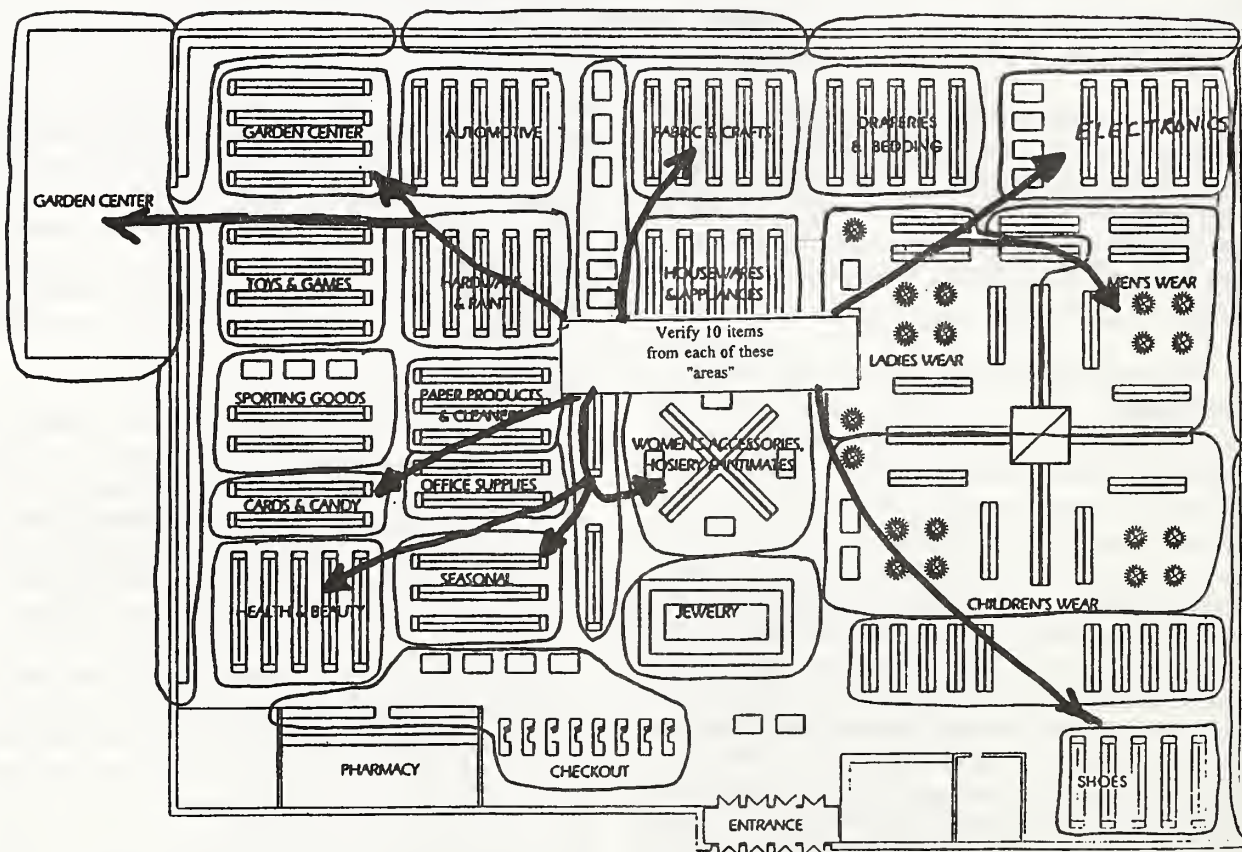 GARDEN CENTER
AUTOMOTIVE
FABRIC & CRAFTS
DRAPERIES
& BEDDING
ELECTRONICS
GARDEN CENTER
TOYS & GAMES
HARDWARE
& PAINT
HOUSEWARES
& APPLIANCES
MEN'S WEAR
Verify 10 items
from each of these
"areas"
LADIES WEAR
SPORTING GOODS
PAPER PRODUCTS
& CLEANERS
WOMEN'S ACCESSORIES,
HOSIERY & INTIMATES
OFFICE SUPPLIES
CARDS & CANDY
SEASONAL
HEALTH & BEAUTY
JEWELRY
CHILDREN'S WEAR
PHARMACY
CHECKOUT
SHOES
ENTRANCE